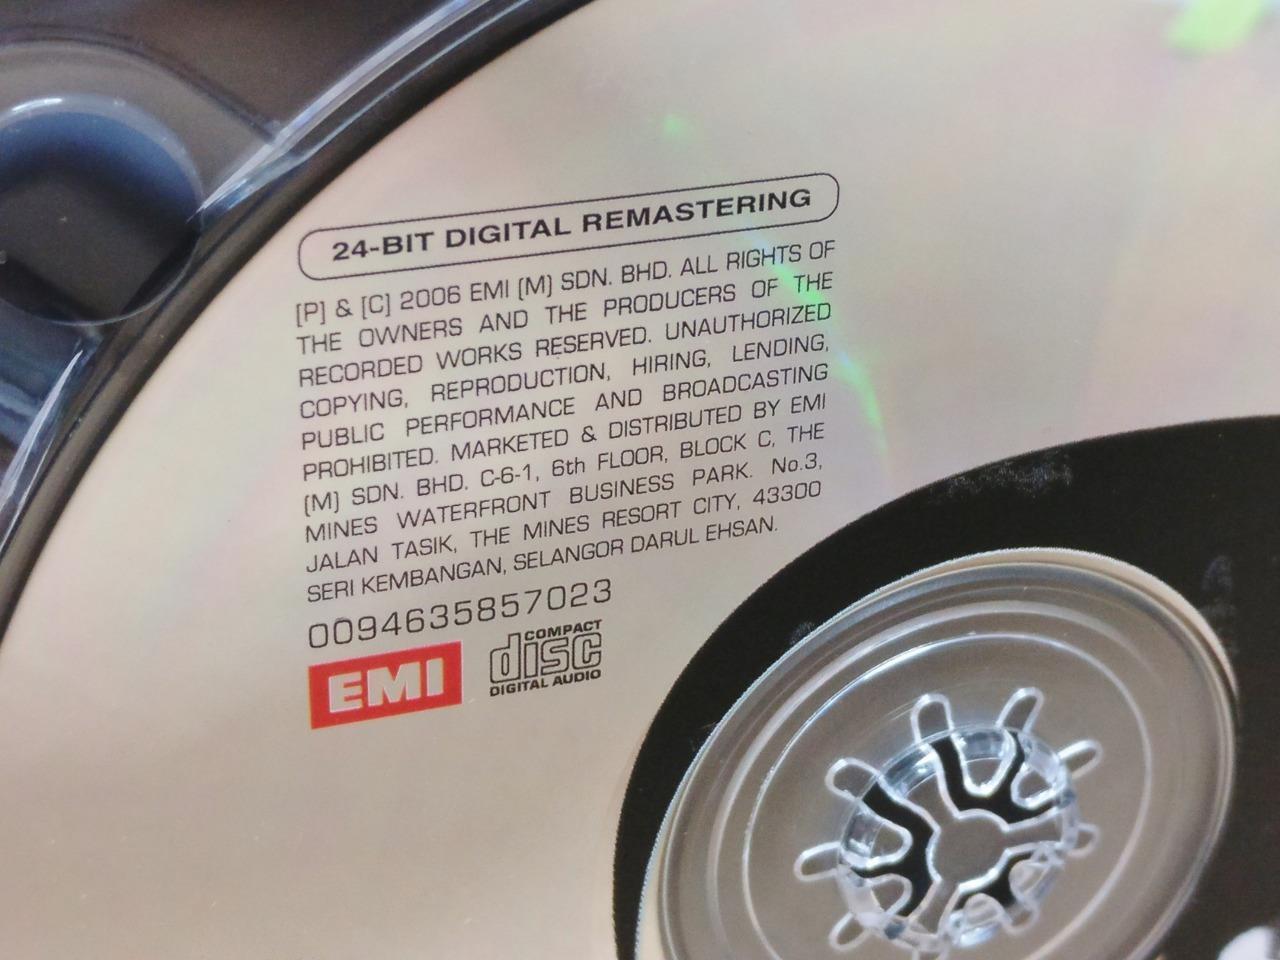 24-BIT DIGITAL REMASTERING
[P] & [C] 2006 EMI (M) SDN. BHD. ALL RIGHTS OF
THE OWNERS AND THE PRODUCERS OF THE
RECORDED WORKS RESERVED. UNAUTHORIZED
COPYING, REPRODUCTION, HIRING, LENDING,
PUBLIC PERFORMANCE AND BROADCASTING
PROHIBITED. MARKETED & DISTRIBUTED BY EMI
(M) SDN. BHD. C-6-1, 6th FLOOR, BLOCK C, THE
MINES WATERFRONT BUSINESS PARK. No.3,
JALAN TASIK, THE MINES RESORT CITY, 43300
SERI KEMBANGAN, SELANGOR DARUL EHSAN.
0094635857023
EMI
COMPACT
disc
DIGITAL AUDIO